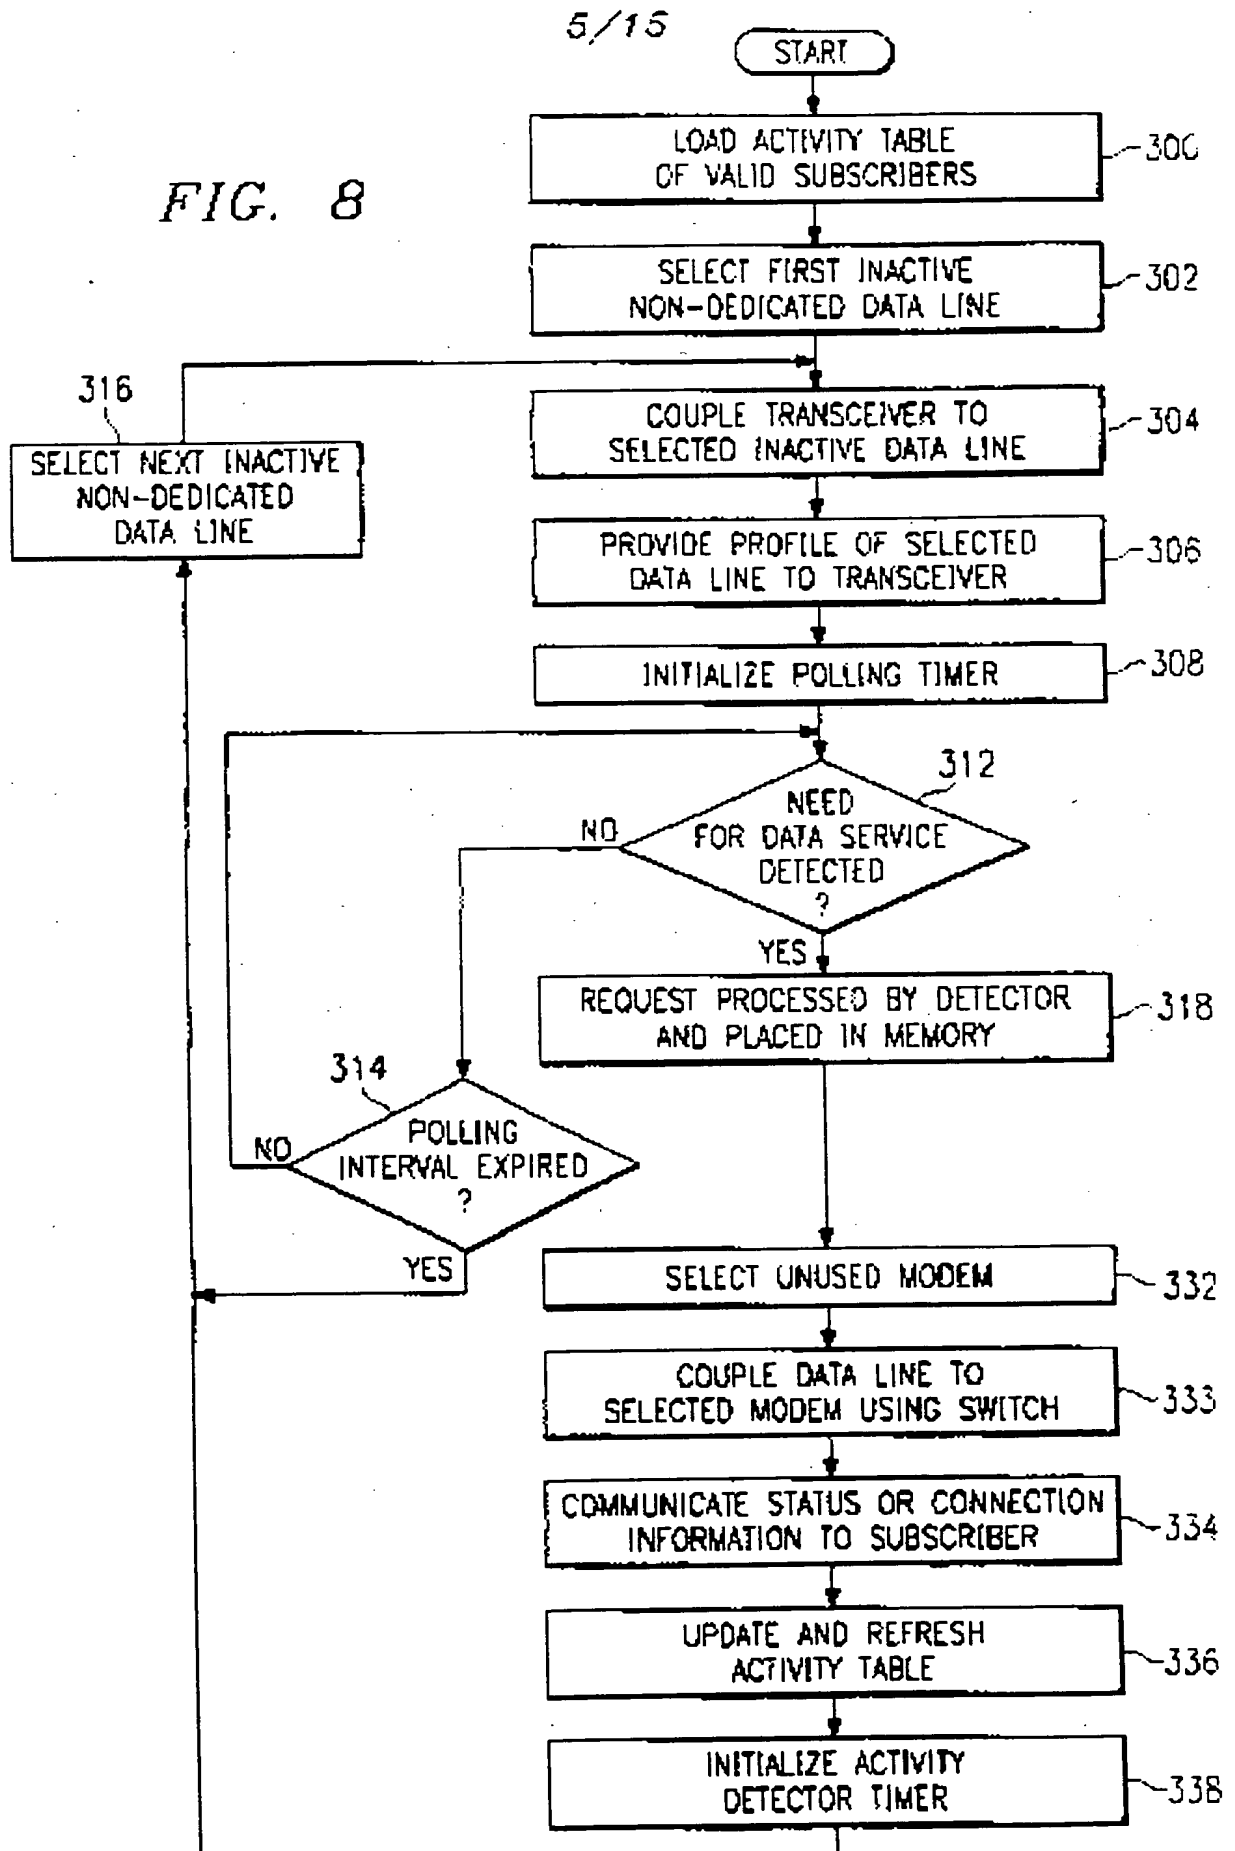 5/15
START
LOAD ACTIVITY TABLE
OF VALID SUBSCRIBERS
300
FIG. 8
SELECT FIRST INACTIVE
NON-DEDICATED DATA LINE
302
316
SELECT NEXT INACTIVE
NON-DEDICATED
DATA LINE
COUPLE TRANSCEIVER TO
SELECTED INACTIVE DATA LINE
304
PROVIDE PROFILE OF SELECTED
DATA LINE TO TRANSCEIVER
306
INITIALIZE POLLING TIMER
308
312
NEED
FOR DATA SERVICE
DETECTED
?
NO
YES
REQUEST PROCESSED BY DETECTOR
AND PLACED IN MEMORY
318
314
POLLING
INTERVAL EXPIRED
?
NO
YES
SELECT UNUSED MODEM
332
COUPLE DATA LINE TO
SELECTED MODEM USING SWITCH
333
COMMUNICATE STATUS OR CONNECTION
INFORMATION TO SUBSCRIBER
334
UPDATE AND REFRESH
ACTIVITY TABLE
336
INITIALIZE ACTIVITY
DETECTOR TIMER
338